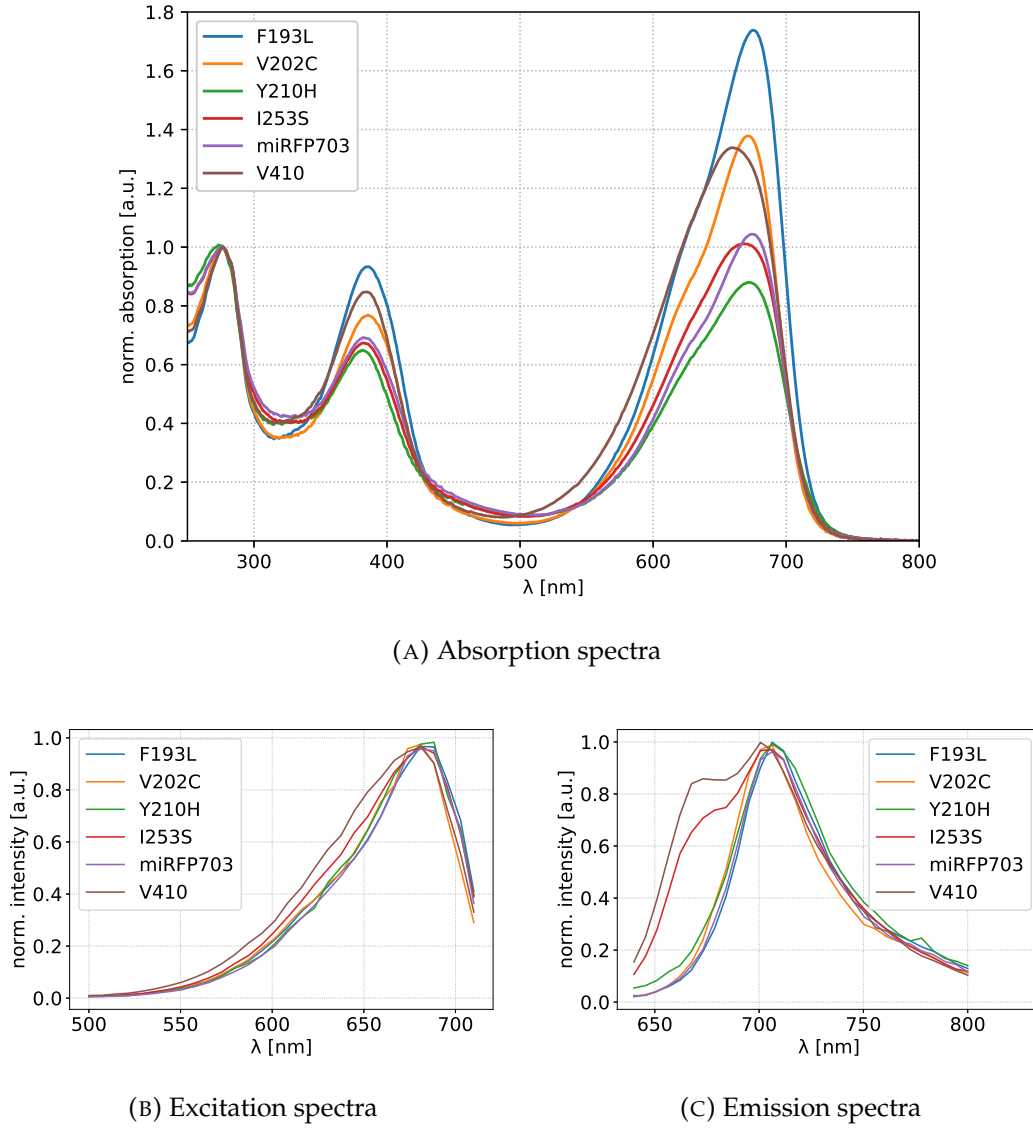 norm. absorption [a.u.]
1.8
1.6
1.4
1.2
1.0
0.8
0.6
0.4
0.2
0.0
F193L
V202C
Y210H
I253S
miRFP703
V410
300 400 500 600 700 800
λ [nm]
(A) Absorption spectra
norm. intensity [a.u.]
1.0
0.8
0.6
0.4
0.2
0.0
F193L
V202C
Y210H
I253S
miRFP703
V410
500 550 600 650 700
λ [nm]
(B) Excitation spectra
norm. intensity [a.u.]
1.0
0.8
0.6
0.4
0.2
0.0
F193L
V202C
Y210H
I253S
miRFP703
V410
650 700 750 800
λ [nm]
(C) Emission spectra